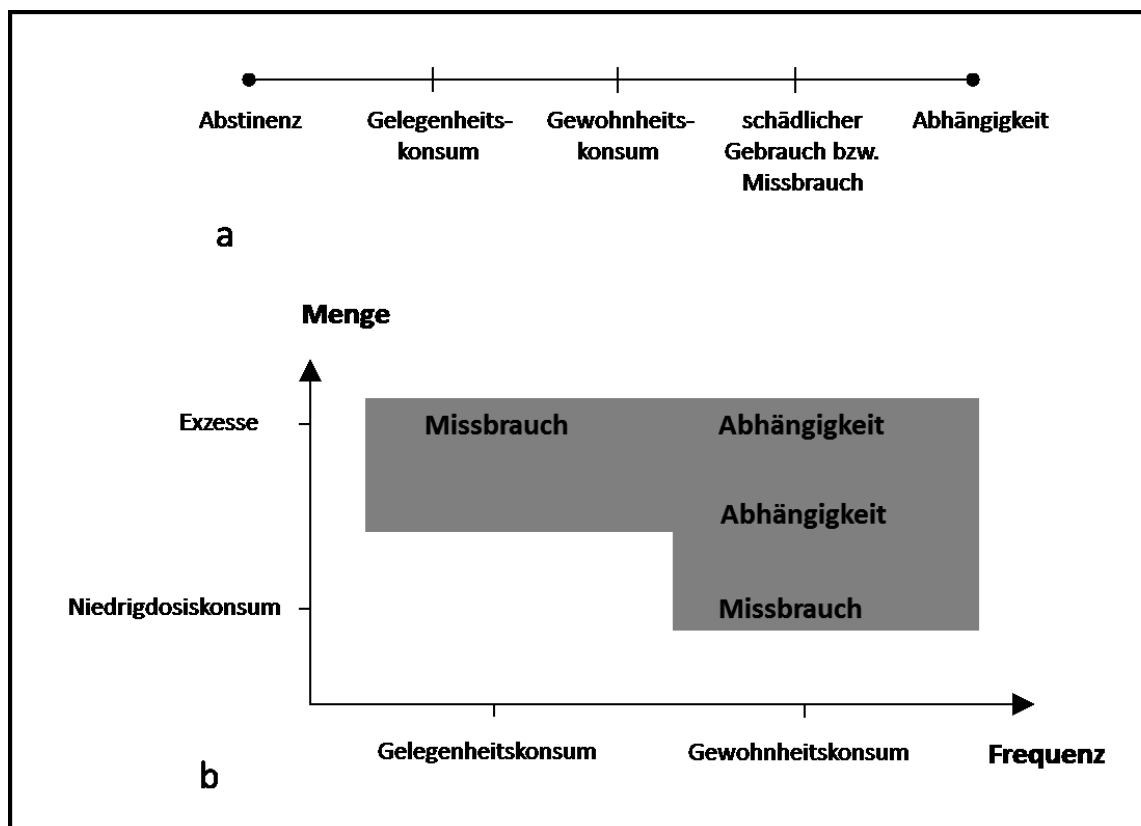 Abstinenz
Gelegenheits-
konsum
Gewohnheits-
konsum
schädlicher
Gebrauch bzw.
Missbrauch
Abhängigkeit
a
Menge
Exzesse
Missbrauch
Abhängigkeit
Abhängigkeit
Niedrigdosiskonsum
Missbrauch
Gelegenheitskonsum
Gewohnheitskonsum
Frequenz
b